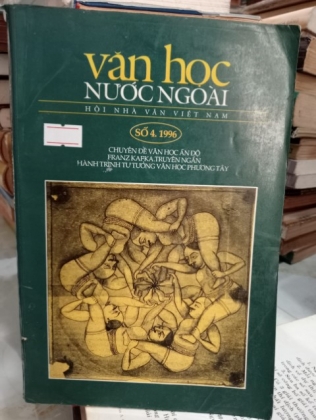 văn học
NƯỚC NGOÀI
HỘI NHÀ VĂN VIỆT NAM
SỐ 4, 1996
CHUYÊN ĐỀ VĂN HỌC ẤN ĐỘ
FRANZ KAFKA.TRUYỆN NGẮN
HÀNH TRÌNH TƯ TƯỞNG VĂN HỌC PHƯƠNG TÂY